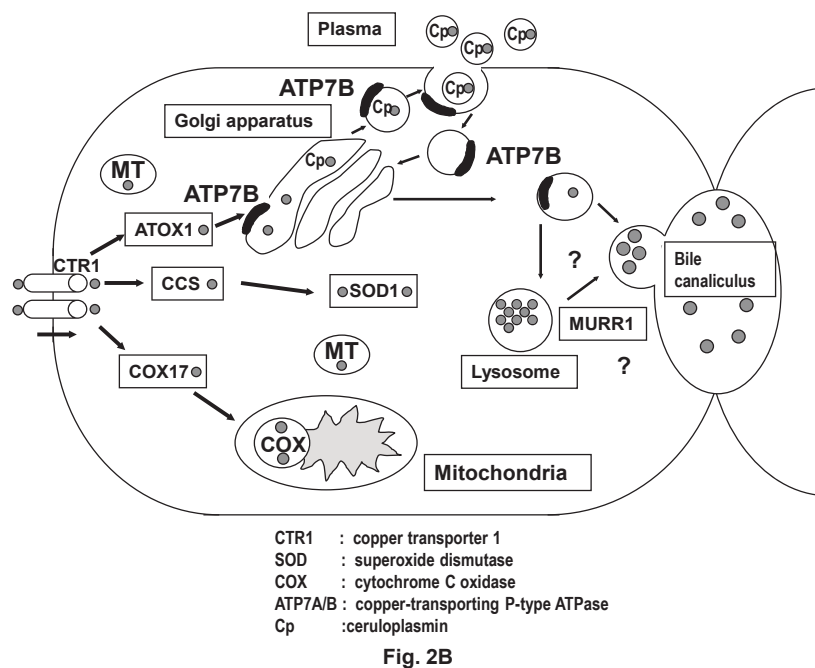 Plasma
Cp
Cp
Cp
Cp
ATP7B
Cp
Golgi apparatus
Cp
ATP7B
MT
ATP7B
ATOX1
CTR1
CCS
SOD1
?
Bile
canaliculus
MURR1
MT
Lysosome
?
COX17
COX
Mitochondria
CTR1 : copper transporter 1
SOD : superoxide dismutase
COX : cytochrome C oxidase
ATP7A/B : copper-transporting P-type ATPase
Cp :ceruloplasmin
Fig. 2B